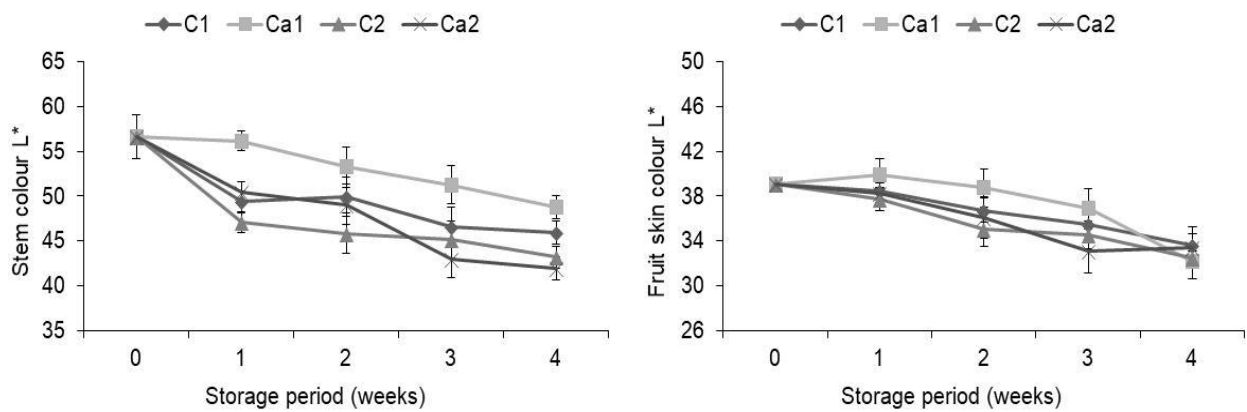 C1 Ca1 C2 Ca2
Stem colour L*
65
60
55
50
45
40
35
0 1 2 3 4
Storage period (weeks)
C1 Ca1 C2 Ca2
Fruit skin colour L*
50
46
42
38
34
30
26
0 1 2 3 4
Storage period (weeks)